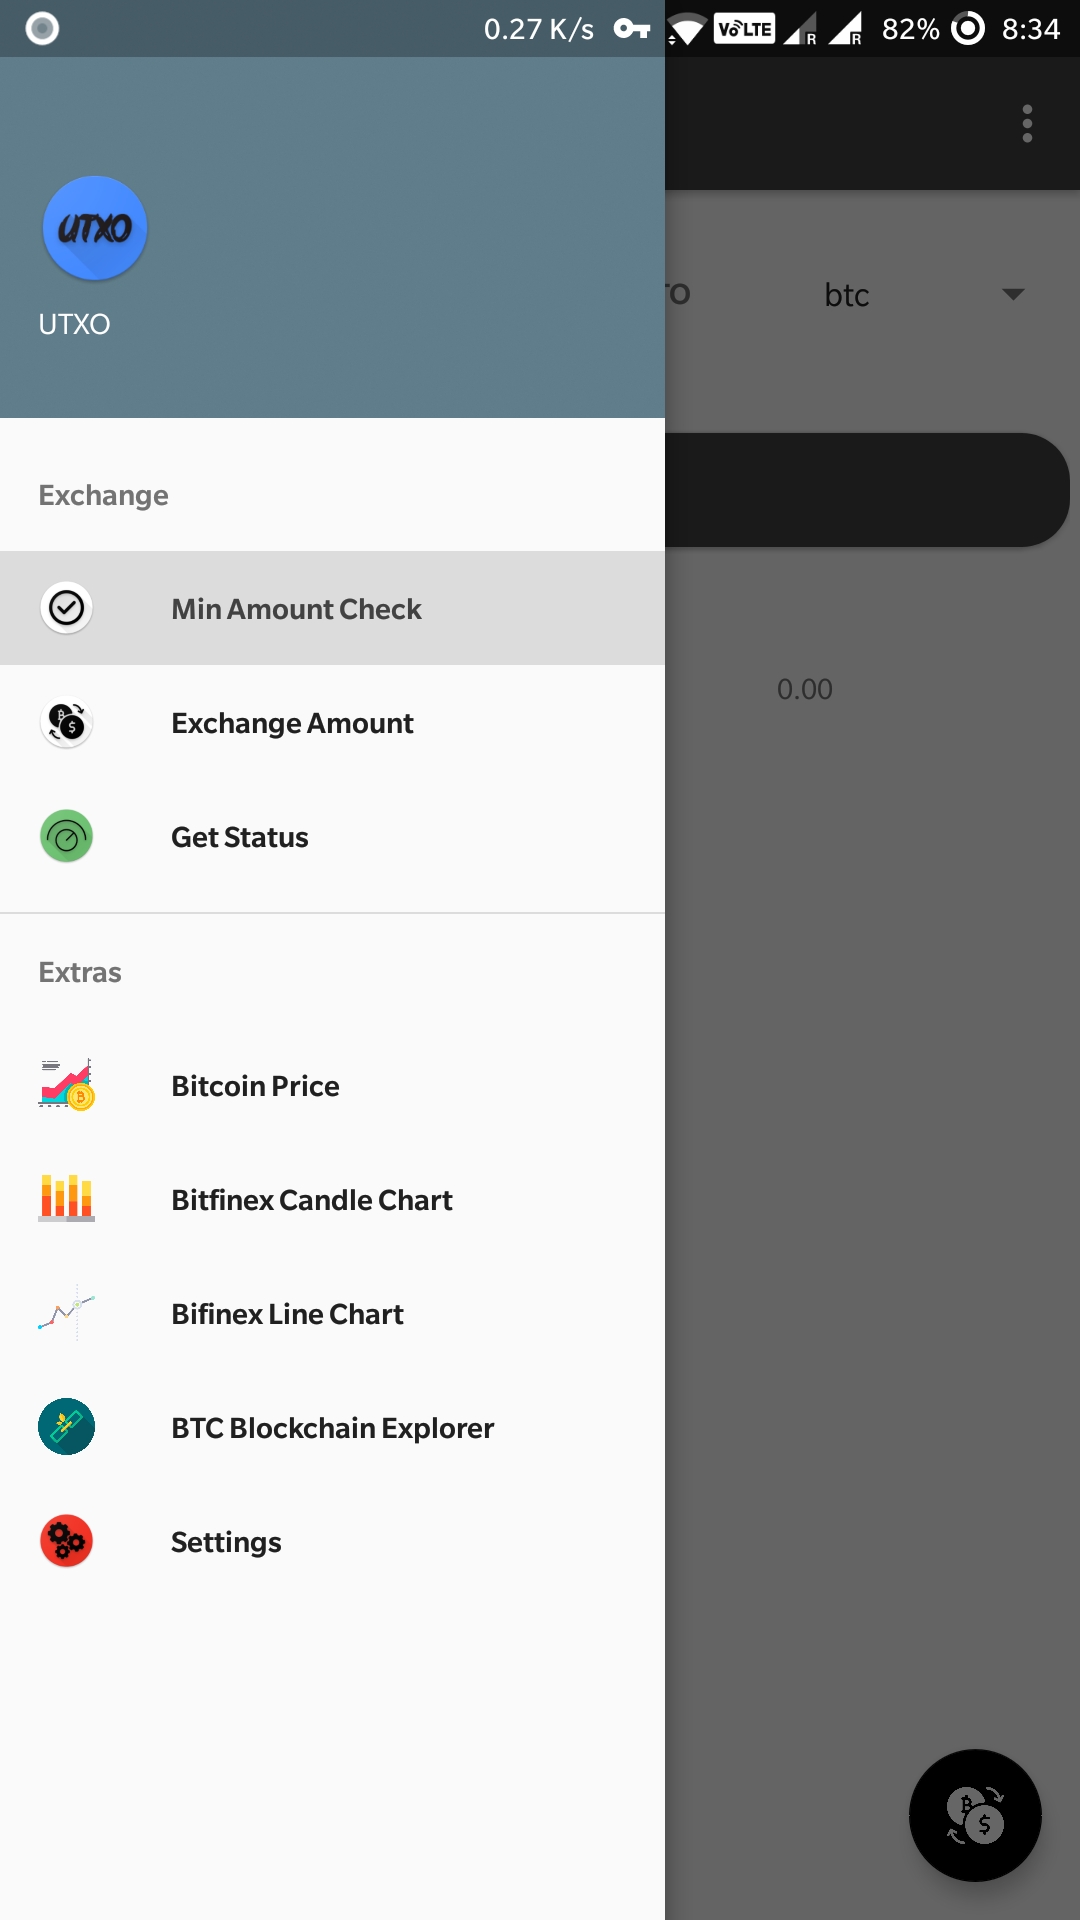 0.27 K/s VoLTE R R 82% 8:34
UTXO
UTXO
TO btc
Exchange
Min Amount Check
0.00
Exchange Amount
Get Status
Extras
Bitcoin Price
Bitfinex Candle Chart
Bifinex Line Chart
BTC Blockchain Explorer
Settings